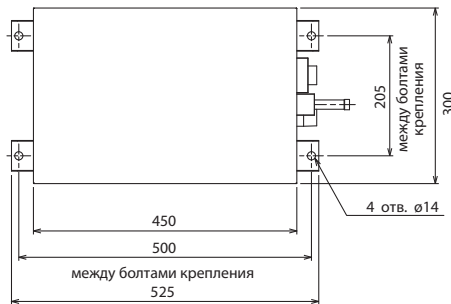 205
между болтами
крепления
300
4 отв. ø14
450
500
между болтами крепления
525